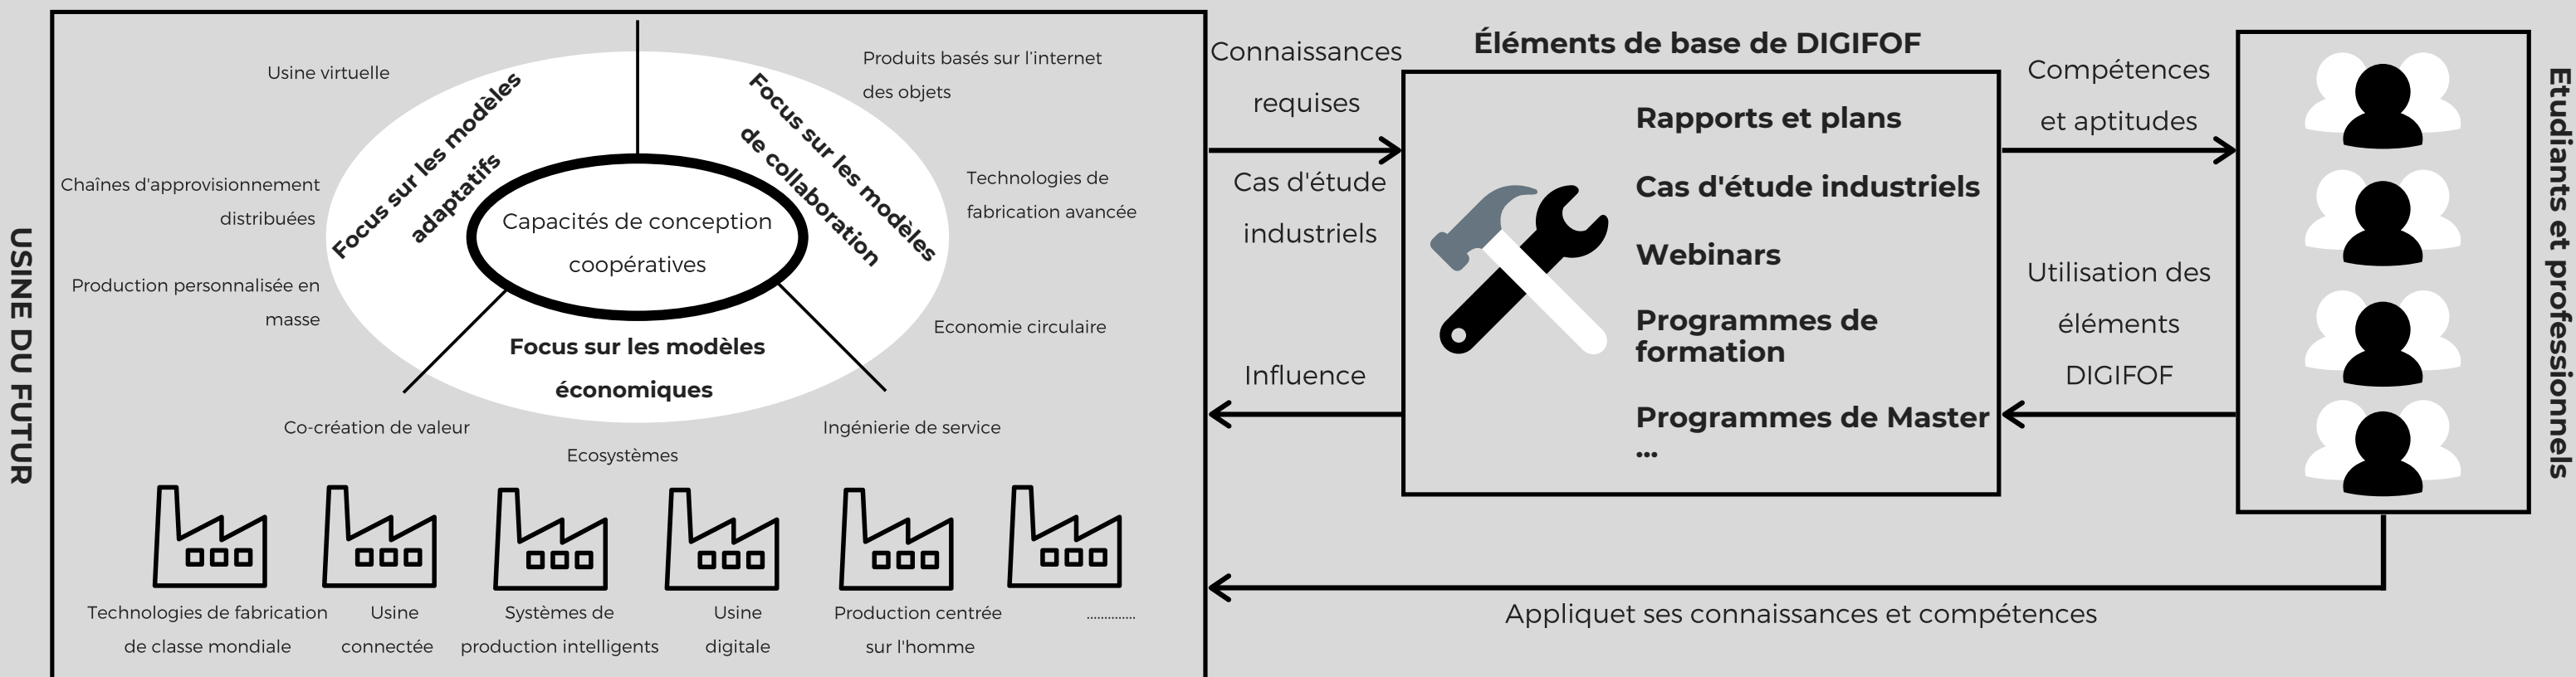 USINE DU FUTUR
Usine virtuelle
Chaînes d'approvisionnement
distribuées
Production personnalisée en
masse
Focus sur les modèles
adaptatifs
Focus sur les modèles
de collaboration
Capacités de conception
coopératives
Focus sur les modèles
économiques
Produits basés sur l'internet
des objets
Technologies de
fabrication avancée
Economie circulaire
Co-création de valeur
Ecosystèmes
Ingénierie de service
Technologies de fabrication
de classe mondiale
Usine
connectée
Systèmes de
production intelligents
Usine
digitale
Production centrée
sur l'homme
..............
Connaissances
requises
Cas d'étude
industriels
Influence
Éléments de base de DIGIFOF
Rapports et plans
Cas d'étude industriels
Webinars
Programmes de
formation
Programmes de Master
...
Compétences
et aptitudes
Utilisation des
éléments
DIGIFOF
Appliquet ses connaissances et compétences
Etudiants et professionnels